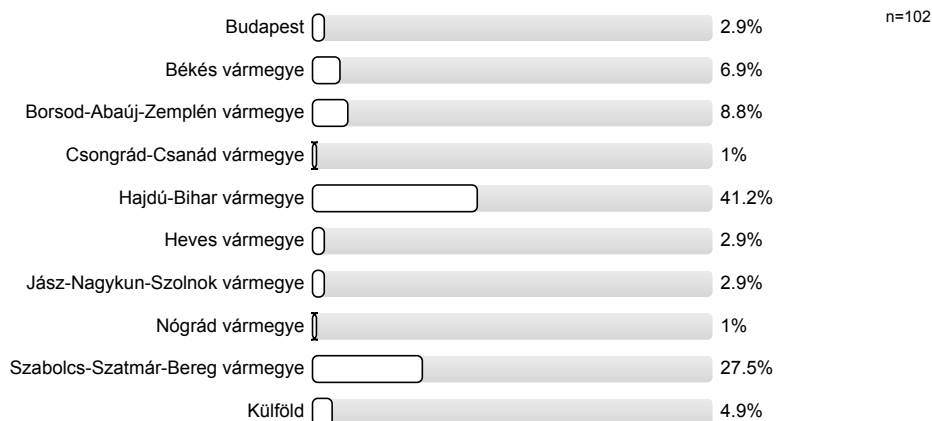 n=102
Budapest 2.9%
Békés vármegye 6.9%
Borsod-Abaúj-Zemplén vármegye 8.8%
Csongrád-Csanád vármegye 1%
Hajdú-Bihar vármegye 41.2%
Heves vármegye 2.9%
Jász-Nagykun-Szolnok vármegye 2.9%
Nógrád vármegye 1%
Szabolcs-Szatmár-Bereg vármegye 27.5%
Külföld 4.9%